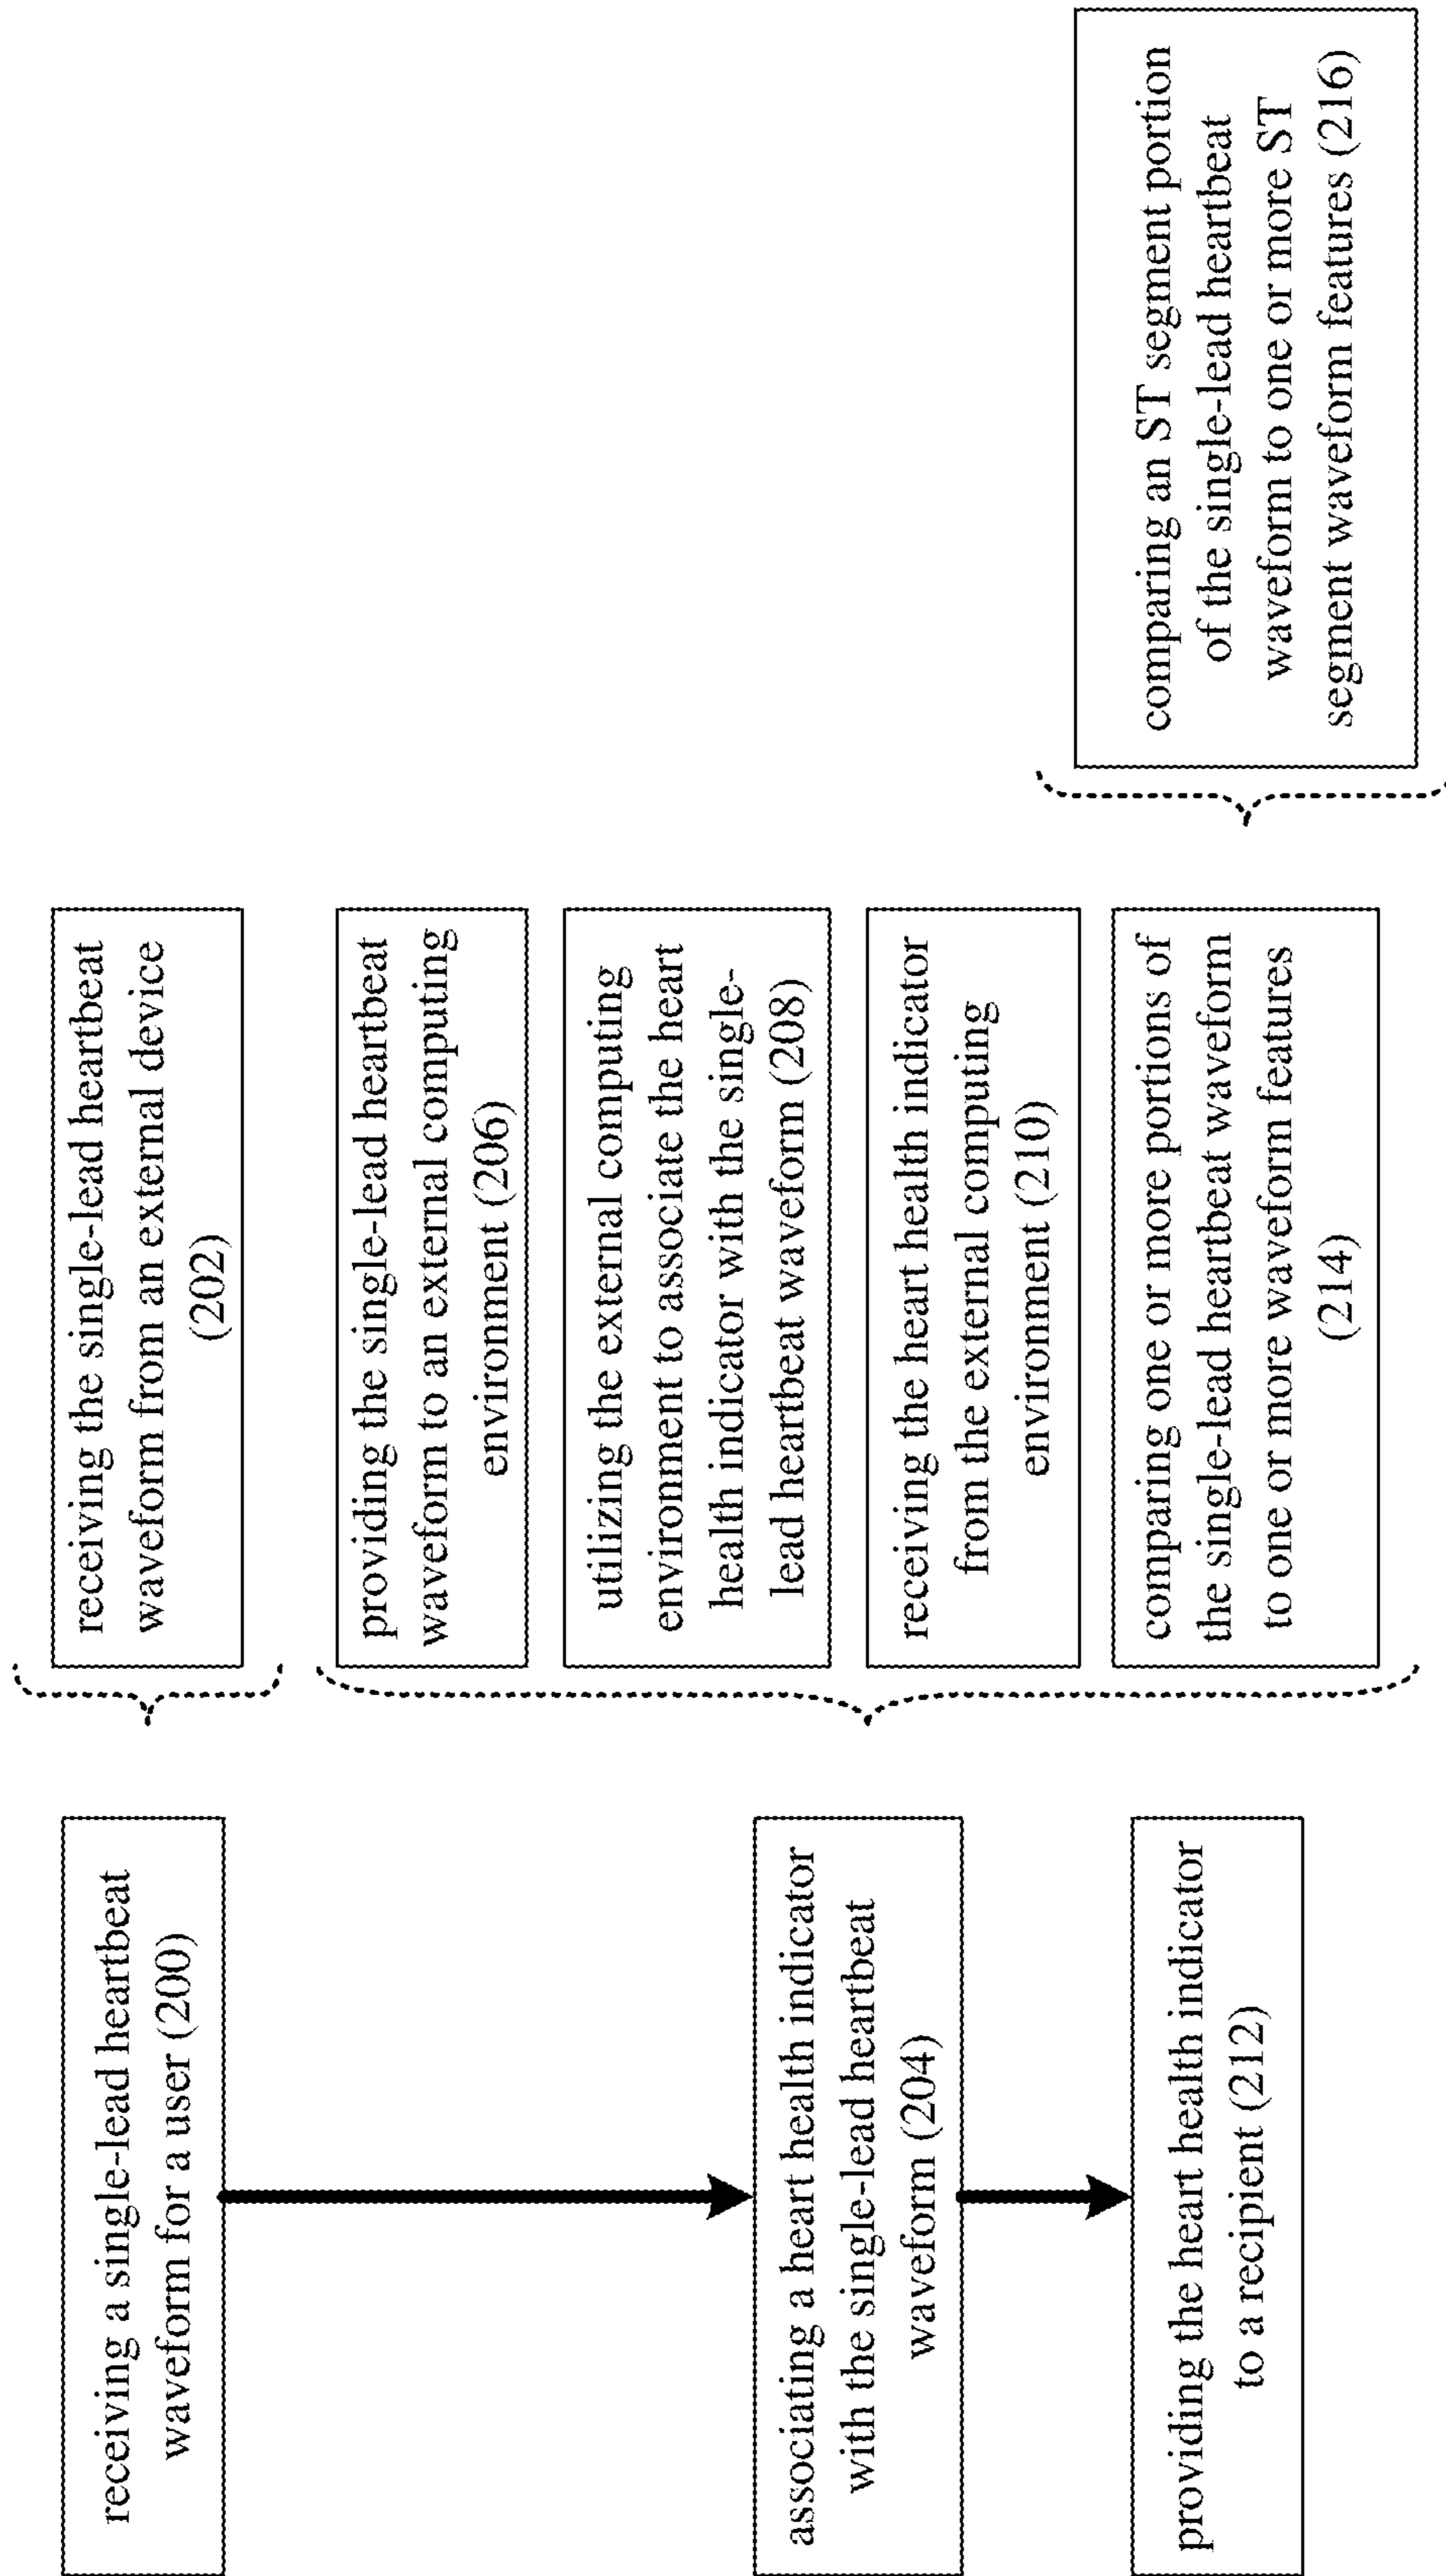 receiving a single-lead heartbeat
waveform for a user (200)
receiving the single-lead heartbeat
waveform from an external device
(202)
associating a heart health indicator
with the single-lead heartbeat
waveform (204)
providing the single-lead heartbeat
waveform to an external computing
environment (206)
utilizing the external computing
environment to associate the heart
health indicator with the single-
lead heartbeat waveform (208)
receiving the heart health indicator
from the external computing
environment (210)
comparing one or more portions of
the single-lead heartbeat waveform
to one or more waveform features
(214)
comparing an ST segment portion
of the single-lead heartbeat
waveform to one or more ST
segment waveform features (216)
providing the heart health indicator
to a recipient (212)